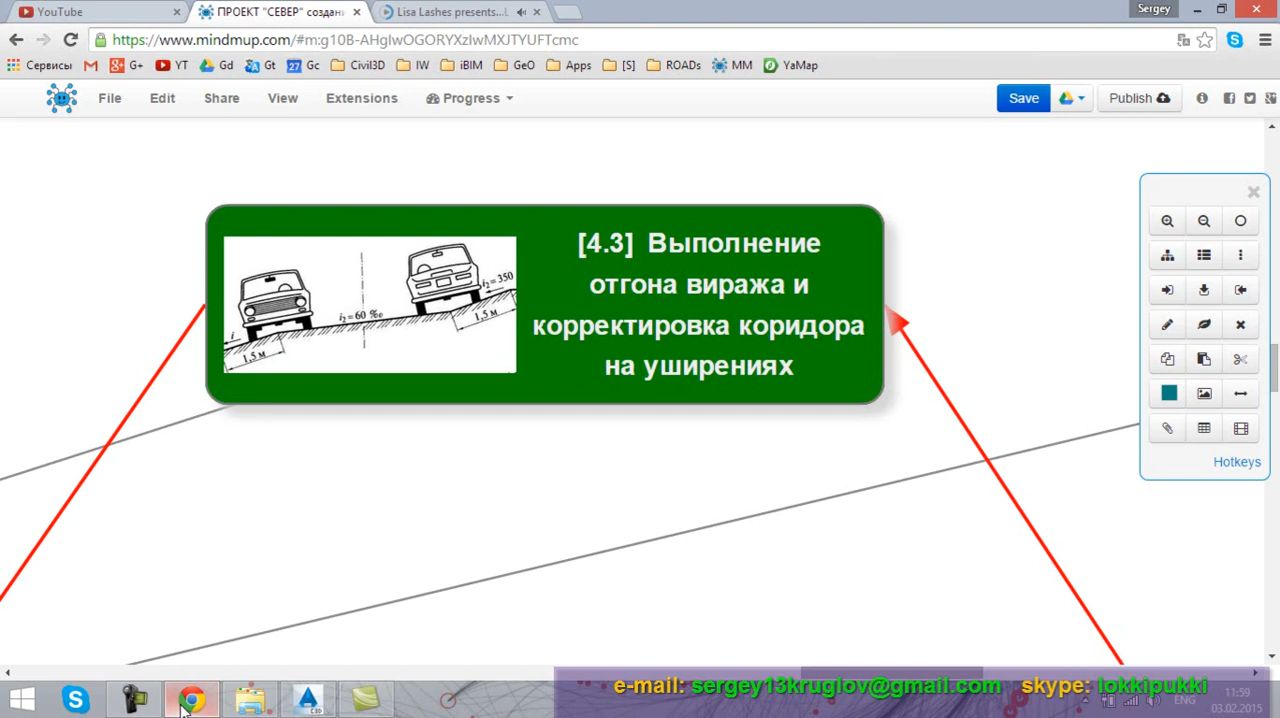 YouTube
ПРОЕКТ "СЕВЕР" создани
Lisa Lashes presents...L
Sergey
https://www.mindmup.com/#m:g10B-AHgIwOGORYXzIwMXJTYUFTcmc
Сервисы
G+
YT
Gd
Gt
27
Gc
Civil3D
IW
iBIM
GeO
Apps
[S]
ROADs
MM
YaMap
File
Edit
Share
View
Extensions
Progress
Save
Publish
[4.3] Выполнение
отгона виража и
корректировка коридора
на уширениях
i
i₂=60 ‰
i₂=350
1,5 м
1,5 м
Hotkeys
e-mail: sergey13kruglov@gmail.com skype: lokkipukki
ENG
11:59
03.02.2015